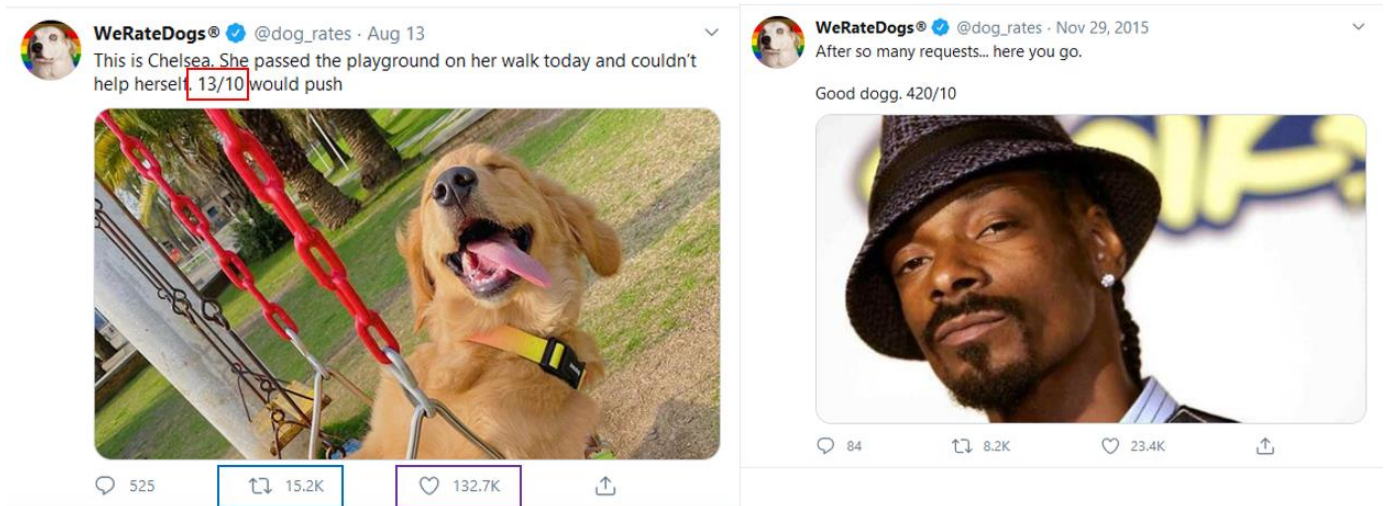 WeRateDogs® @dog_rates · Aug 13
This is Chelsea. She passed the playground on her walk today and couldn't
help herself. 13/10 would push
525 15.2K 132.7K
WeRateDogs® @dog_rates · Nov 29, 2015
After so many requests... here you go.
Good dogg. 420/10
84 8.2K 23.4K